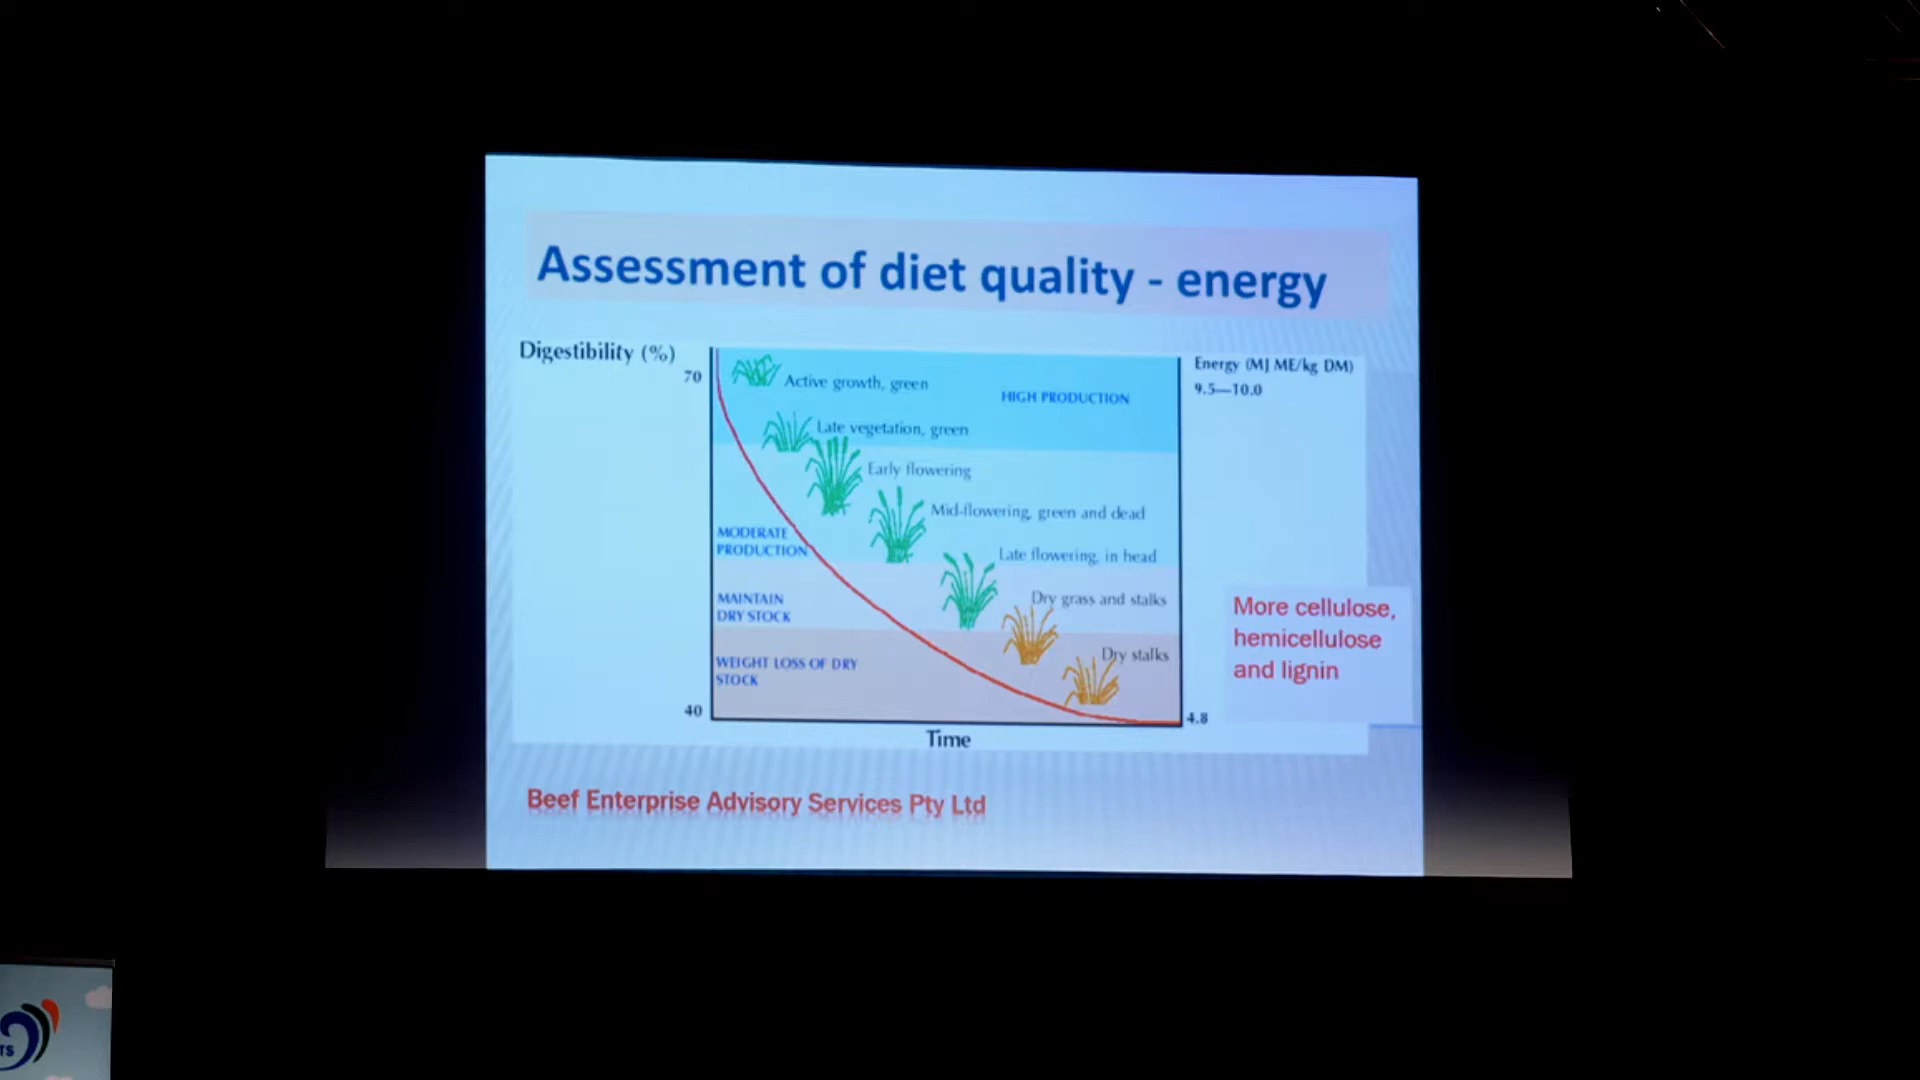 Assessment of diet quality - energy
Digestibility (%)
70
Active growth, green
HIGH PRODUCTION
Energy (MJ ME/kg DM)
9.5—10.0
Late vegetation, green
Early flowering
Mid-flowering, green and dead
MODERATE
PRODUCTION
Late flowering, in head
MAINTAIN
DRY STOCK
Dry grass and stalks
More cellulose,
hemicellulose
and lignin
WEIGHT LOSS OF DRY
STOCK
Dry stalks
40
4.8
Time
Beef Enterprise Advisory Services Pty Ltd
TS